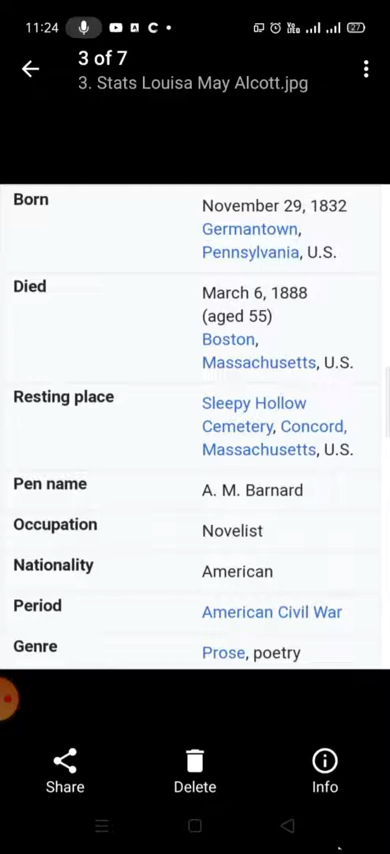 11:24
3 of 7
3. Stats Louisa May Alcott.jpg
Born
November 29, 1832
Germantown,
Pennsylvania, U.S.
Died
March 6, 1888
(aged 55)
Boston,
Massachusetts, U.S.
Resting place
Sleepy Hollow
Cemetery, Concord,
Massachusetts, U.S.
Pen name
A. M. Barnard
Occupation
Novelist
Nationality
American
Period
American Civil War
Genre
Prose, poetry
Share
Delete
Info